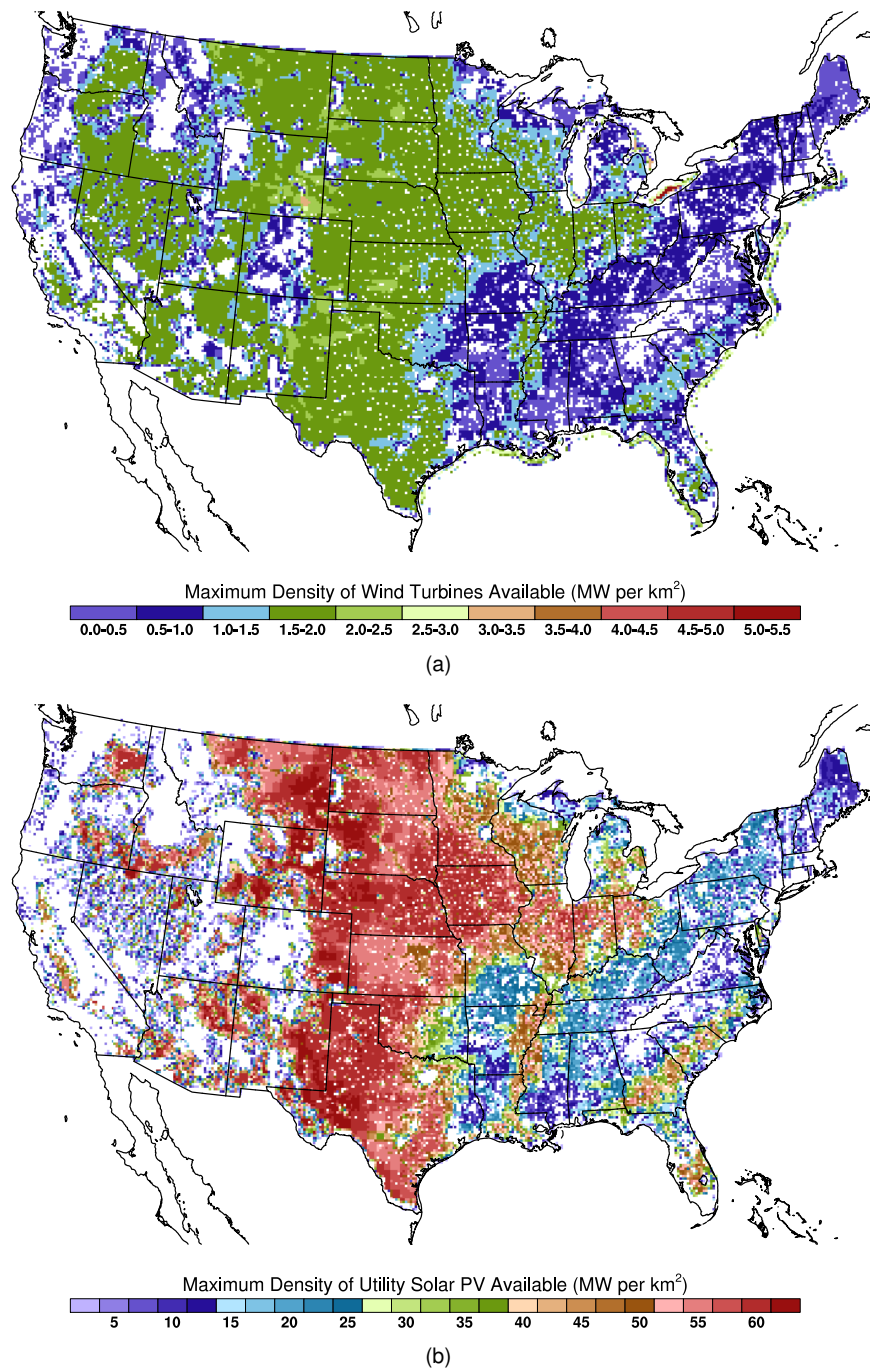 Maximum Density of Wind Turbines Available (MW per km²)
0.0-0.5 0.5-1.0 1.0-1.5 1.5-2.0 2.0-2.5 2.5-3.0 3.0-3.5 3.5-4.0 4.0-4.5 4.5-5.0 5.0-5.5
(a)
Maximum Density of Utility Solar PV Available (MW per km²)
5 10 15 20 25 30 35 40 45 50 55 60
(b)